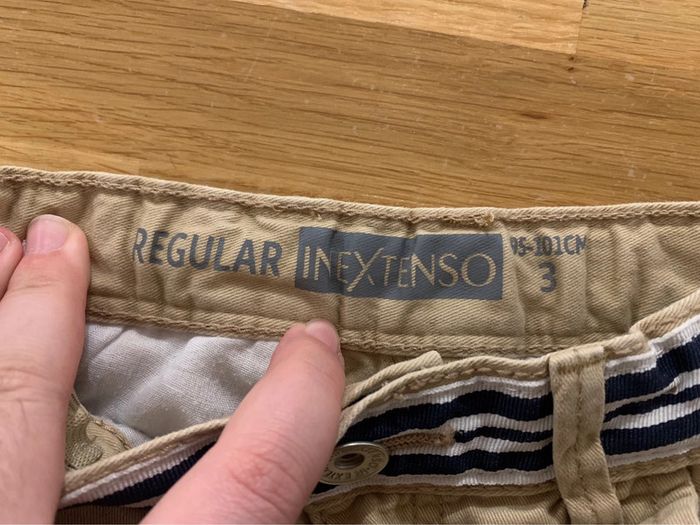 REGULAR INEXTENSO 95-101CM
3